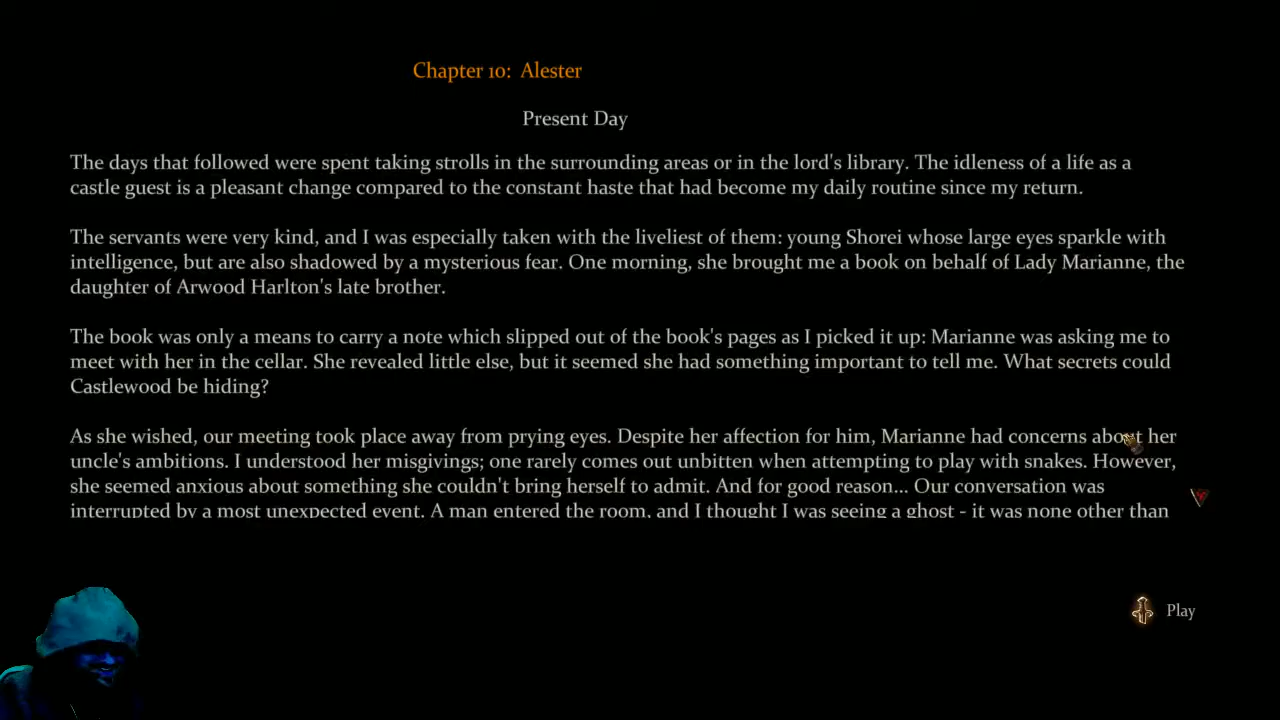 Chapter 10: Alester
Present Day
The days that followed were spent taking strolls in the surrounding areas or in the lord's library. The idleness of a life as a
castle guest is a pleasant change compared to the constant haste that had become my daily routine since my return.
The servants were very kind, and I was especially taken with the liveliest of them: young Shorei whose large eyes sparkle with
intelligence, but are also shadowed by a mysterious fear. One morning, she brought me a book on behalf of Lady Marianne, the
daughter of Arwood Harlton's late brother.
The book was only a means to carry a note which slipped out of the book's pages as I picked it up: Marianne was asking me to
meet with her in the cellar. She revealed little else, but it seemed she had something important to tell me. What secrets could
Castlewood be hiding?
As she wished, our meeting took place away from prying eyes. Despite her affection for him, Marianne had concerns about her
uncle's ambitions. I understood her misgivings; one rarely comes out unbitten when attempting to play with snakes. However,
she seemed anxious about something she couldn't bring herself to admit. And for good reason... Our conversation was
interrupted by a most unexpected event. A man entered the room, and I thought I was seeing a ghost - it was none other than
Play